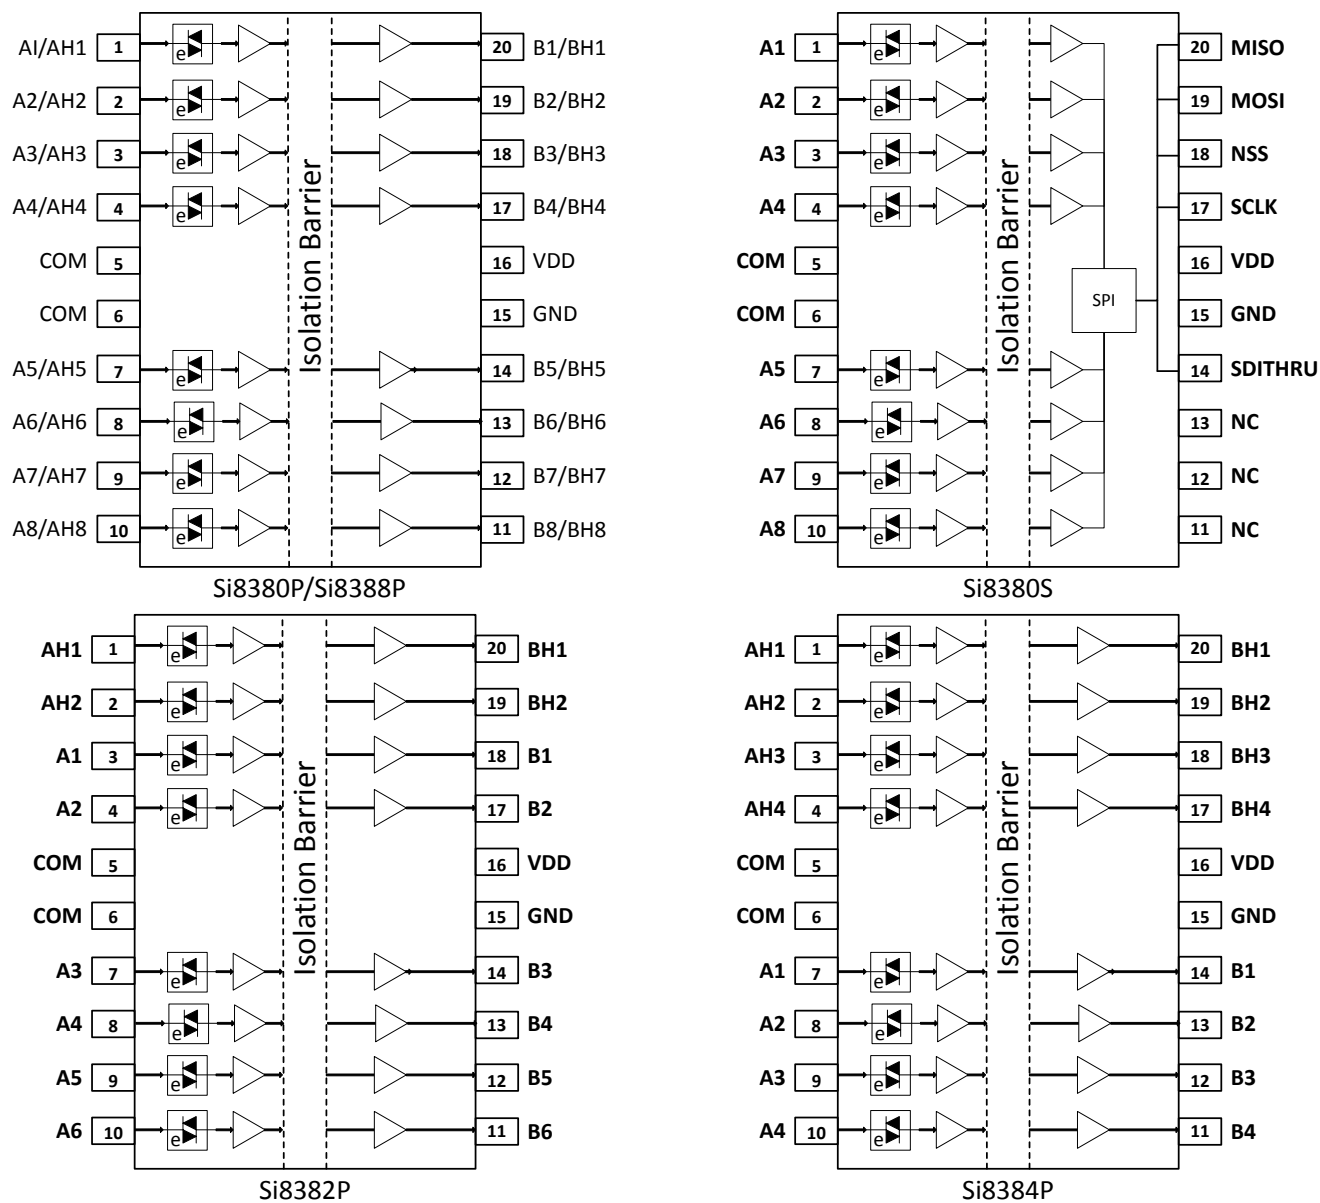 AI/AH1 1 20 B1/BH1
A2/AH2 2 19 B2/BH2
A3/AH3 3 18 B3/BH3
A4/AH4 4 17 B4/BH4
COM 5 16 VDD
COM 6 15 GND
A5/AH5 7 14 B5/BH5
A6/AH6 8 13 B6/BH6
A7/AH7 9 12 B7/BH7
A8/AH8 10 11 B8/BH8
e
e
e
e
e
e
e
e
Isolation Barrier
Si8380P/Si8388P
A1 1 20 MISO
A2 2 19 MOSI
A3 3 18 NSS
A4 4 17 SCLK
COM 5 16 VDD
COM 6 15 GND
A5 7 14 SDITHRU
A6 8 13 NC
A7 9 12 NC
A8 10 11 NC
e
e
e
e
e
e
e
e
Isolation Barrier
SPI
Si8380S
AH1 1 20 BH1
AH2 2 19 BH2
A1 3 18 B1
A2 4 17 B2
COM 5 16 VDD
COM 6 15 GND
A3 7 14 B3
A4 8 13 B4
A5 9 12 B5
A6 10 11 B6
e
e
e
e
e
e
e
e
Isolation Barrier
Si8382P
AH1 1 20 BH1
AH2 2 19 BH2
AH3 3 18 BH3
AH4 4 17 BH4
COM 5 16 VDD
COM 6 15 GND
A1 7 14 B1
A2 8 13 B2
A3 9 12 B3
A4 10 11 B4
e
e
e
e
e
e
e
e
Isolation Barrier
Si8384P